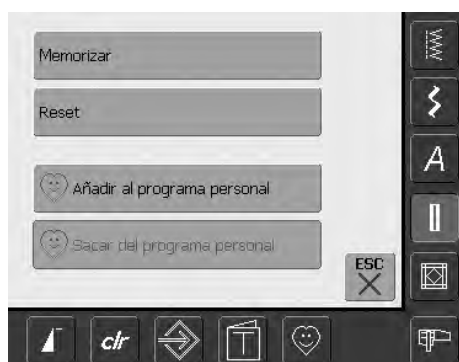 Memorizar
Reset
A
Añadir al programa personal
Sacar del programa personal
ESC
clr